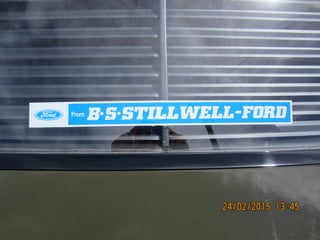 Ford From B·S·STILLWELL-FORD
24/02/2015 13:45